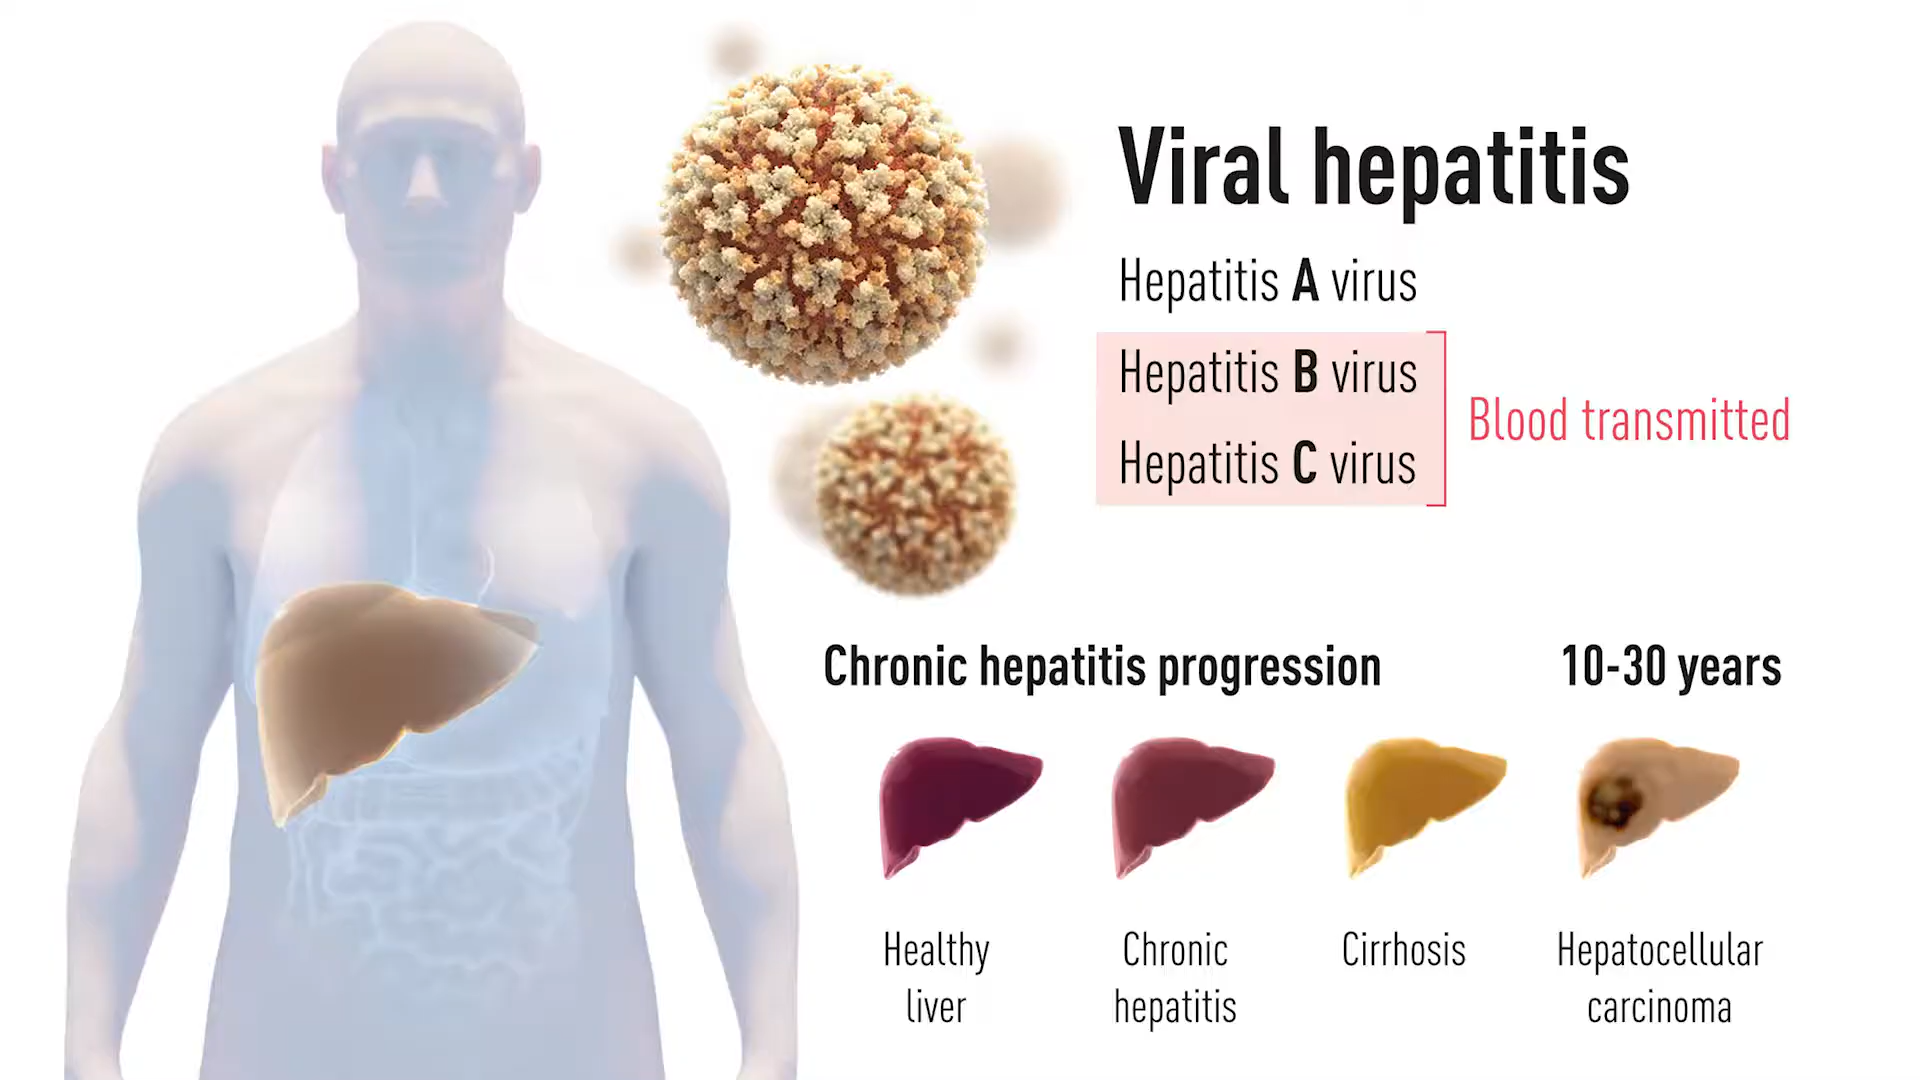 Viral hepatitis
Hepatitis A virus
Hepatitis B virus
Hepatitis C virus
Blood transmitted
Chronic hepatitis progression
10-30 years
Healthy
liver
Chronic
hepatitis
Cirrhosis
Hepatocellular
carcinoma